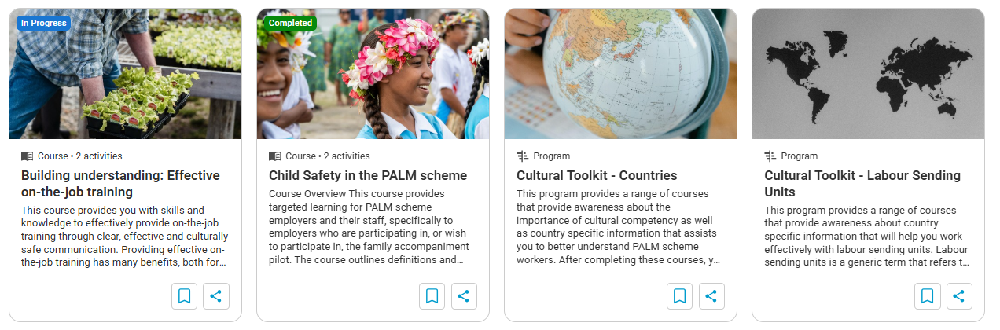 In Progress
Course • 2 activities
Building understanding: Effective
on-the-job training
This course provides you with skills and
knowledge to effectively provide on-the-job
training through clear, effective and culturally
safe communication. Providing effective on-
the-job training has many benefits, both for…
Completed
Course • 2 activities
Child Safety in the PALM scheme
Course Overview This course provides
targeted learning for PALM scheme
employers and their staff, specifically to
employers who are participating in, or wish
to participate in, the family accompaniment
pilot. The course outlines definitions and…
Program
Cultural Toolkit - Countries
This program provides a range of courses
that provide awareness about the
importance of cultural competency as well
as country specific information that assists
you to better understand PALM scheme
workers. After completing these courses, y…
Program
Cultural Toolkit - Labour Sending
Units
This program provides a range of courses
that provide awareness about country
specific information that will help you work
effectively with labour sending units. Labour
sending units is a generic term that refers t…